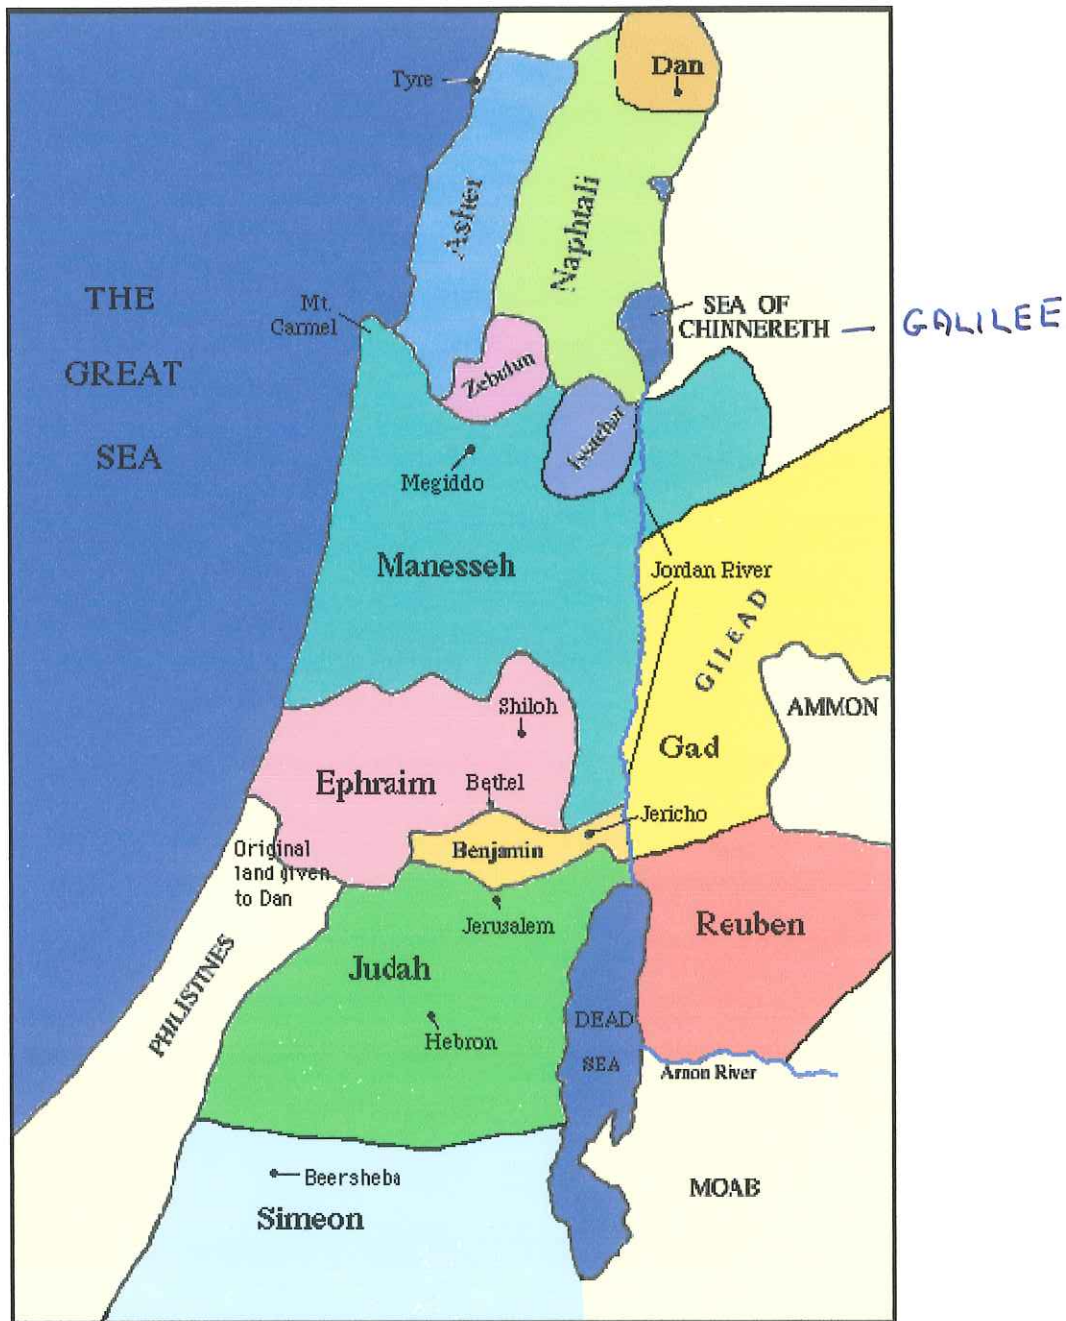 Dan
Tyre
Asher
Naphtali
THE
GREAT
SEA
Mt.
Carmel
SEA OF
CHINNERETH — GALILEE
Zebulun
Issachar
Megiddo
Manesseh
Jordan River
GILEAD
Shiloh
AMMON
Gad
Ephraim
Bethel
Jericho
Original
land given
to Dan
Benjamin
Jerusalem
Reuben
Judah
PHILISTINES
Hebron
DEAD
SEA
Arnon River
Beersheba
MOAB
Simeon